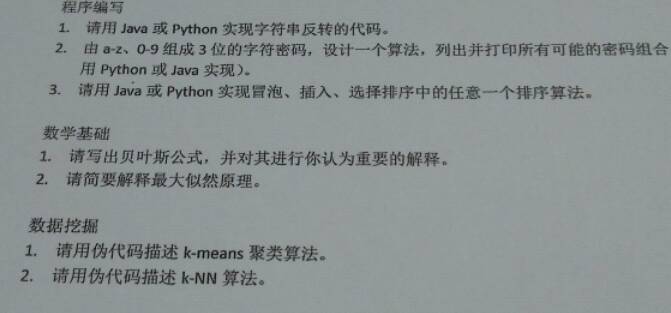 程序编写
1. 请用 Java 或 Python 实现字符串反转的代码。
2. 由 a-z、0-9 组成 3 位的字符密码，设计一个算法，列出并打印所有可能的密码组合
用 Python 或 Java 实现）。
3. 请用 Java 或 Python 实现冒泡、插入、选择排序中的任意一个排序算法。
数学基础
1. 请写出贝叶斯公式，并对其进行你认为重要的解释。
2. 请简要解释最大似然原理。
数据挖掘
1. 请用伪代码描述 k-means 聚类算法。
2. 请用伪代码描述 k-NN 算法。